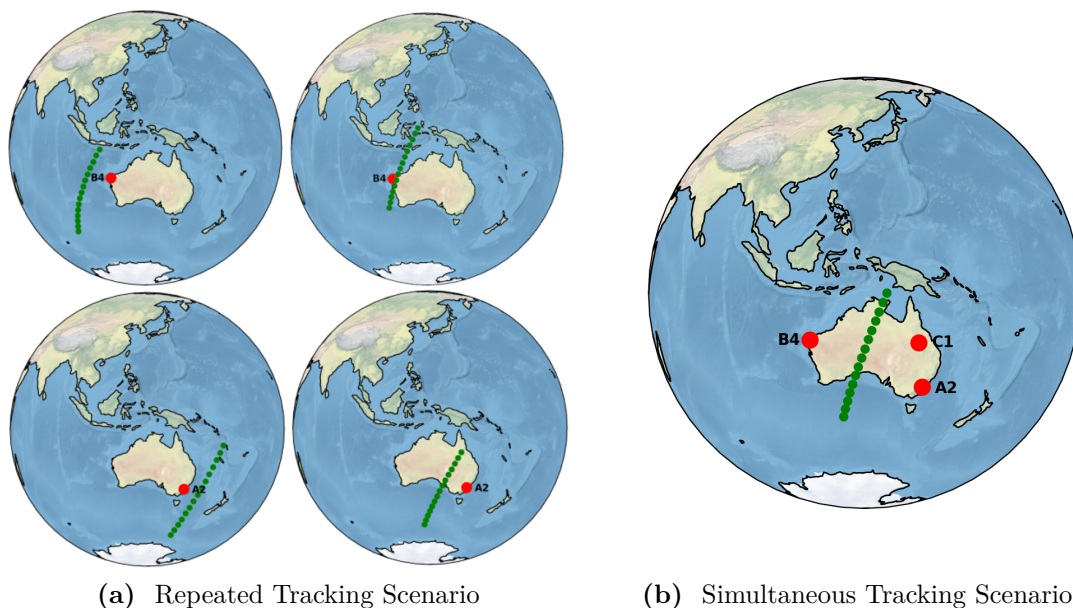 B4
B4
A2
A2
B4
C1
A2
(a) Repeated Tracking Scenario
(b) Simultaneous Tracking Scenario